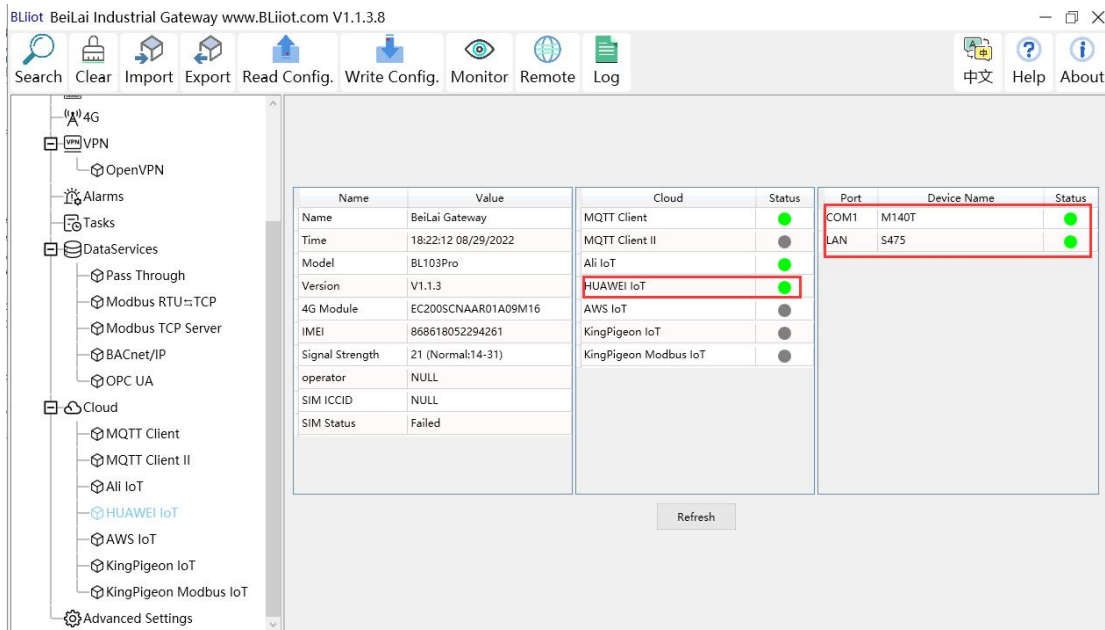 BLiiot BeiLai Industrial Gateway www.BLiiot.com V1.1.3.8
Search Clear Import Export Read Config. Write Config. Monitor Remote Log 中文 Help About
4G
VPN VPN
OpenVPN
Alarms
Tasks
DataServices
Pass Through
Modbus RTU⇆TCP
Modbus TCP Server
BACnet/IP
OPC UA
Cloud
MQTT Client
MQTT Client II
Ali IoT
HUAWEI IoT
AWS IoT
KingPigeon IoT
KingPigeon Modbus IoT
Advanced Settings
Name Value
Name BeiLai Gateway
Time 18:22:12 08/29/2022
Model BL103Pro
Version V1.1.3
4G Module EC200SCNAAR01A09M16
IMEI 868618052294261
Signal Strength 21 (Normal:14-31)
operator NULL
SIM ICCID NULL
SIM Status Failed
Cloud Status
MQTT Client
MQTT Client II
Ali IoT
HUAWEI IoT
AWS IoT
KingPigeon IoT
KingPigeon Modbus IoT
Port Device Name Status
COM1 M140T
LAN S475
Refresh